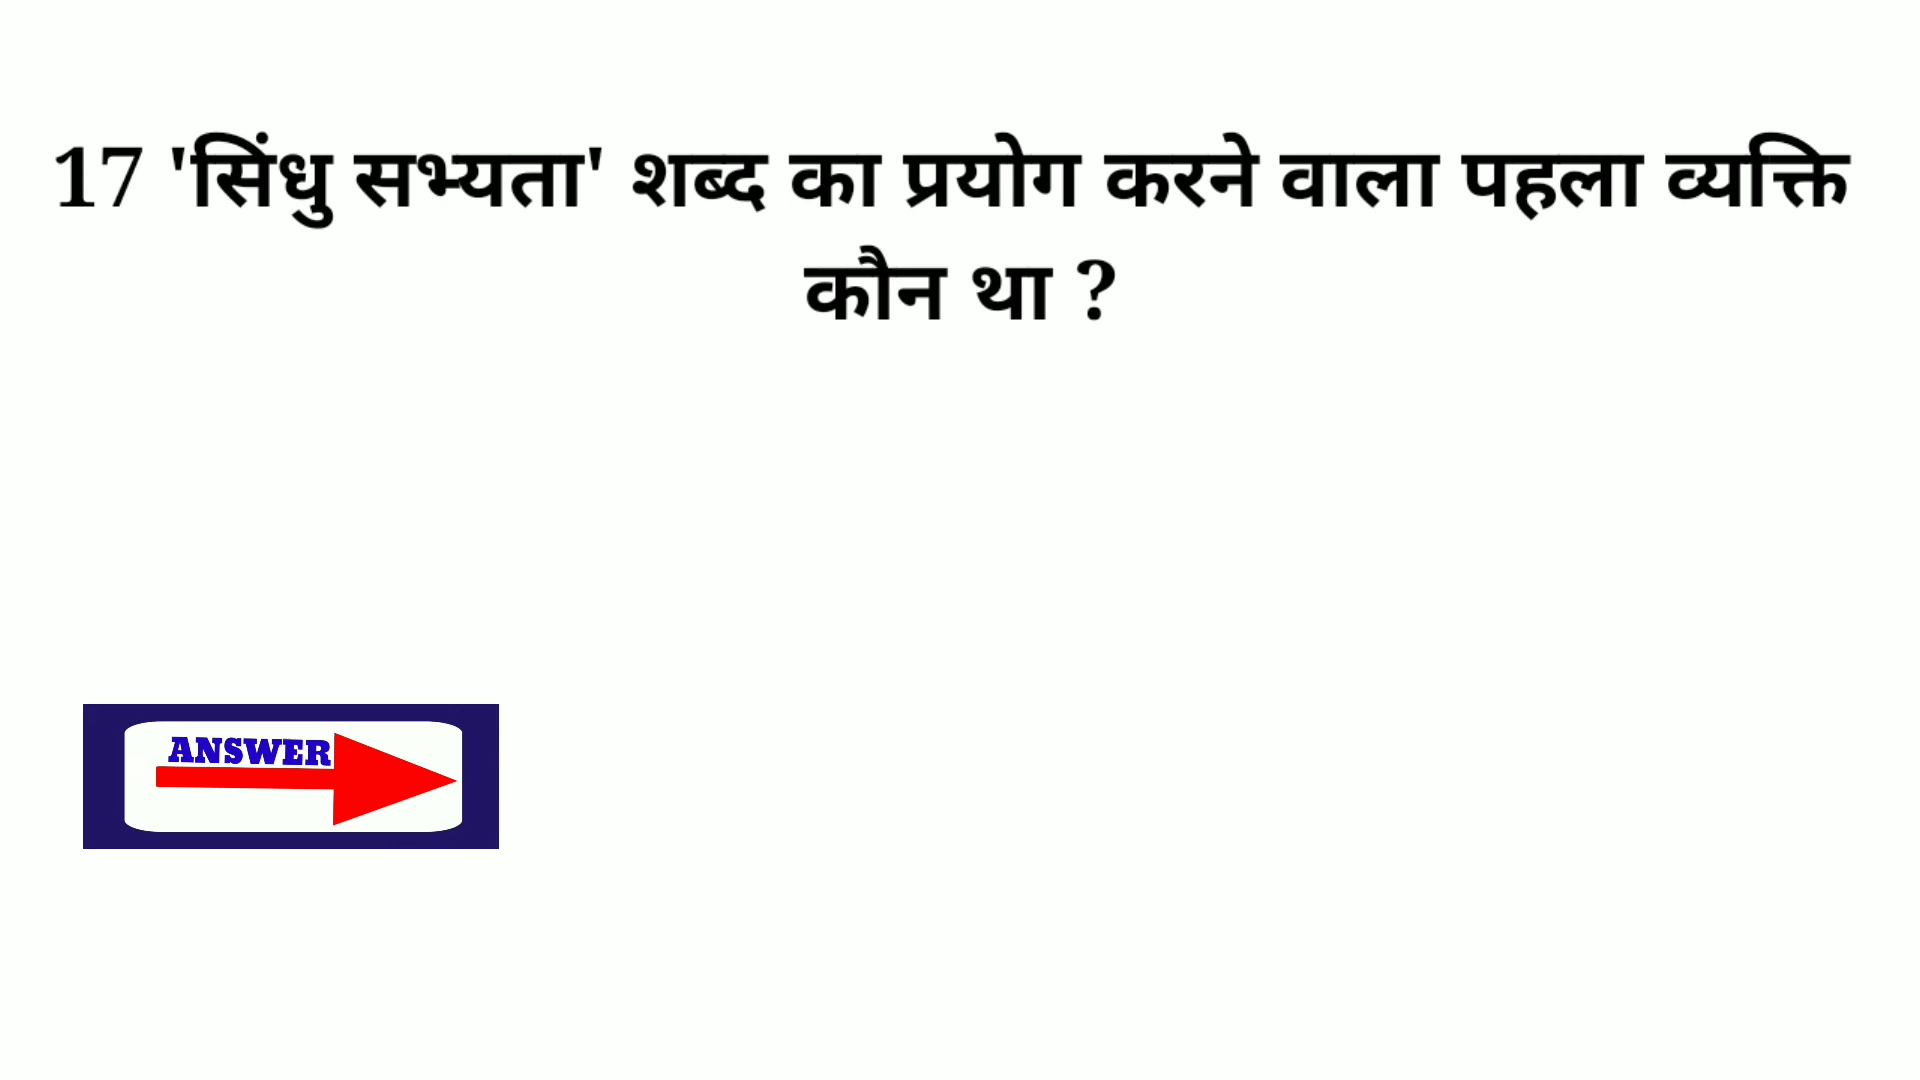 17 'सिंधु सभ्यता' शब्द का प्रयोग करने वाला पहला व्यक्ति
कौन था ?
ANSWER